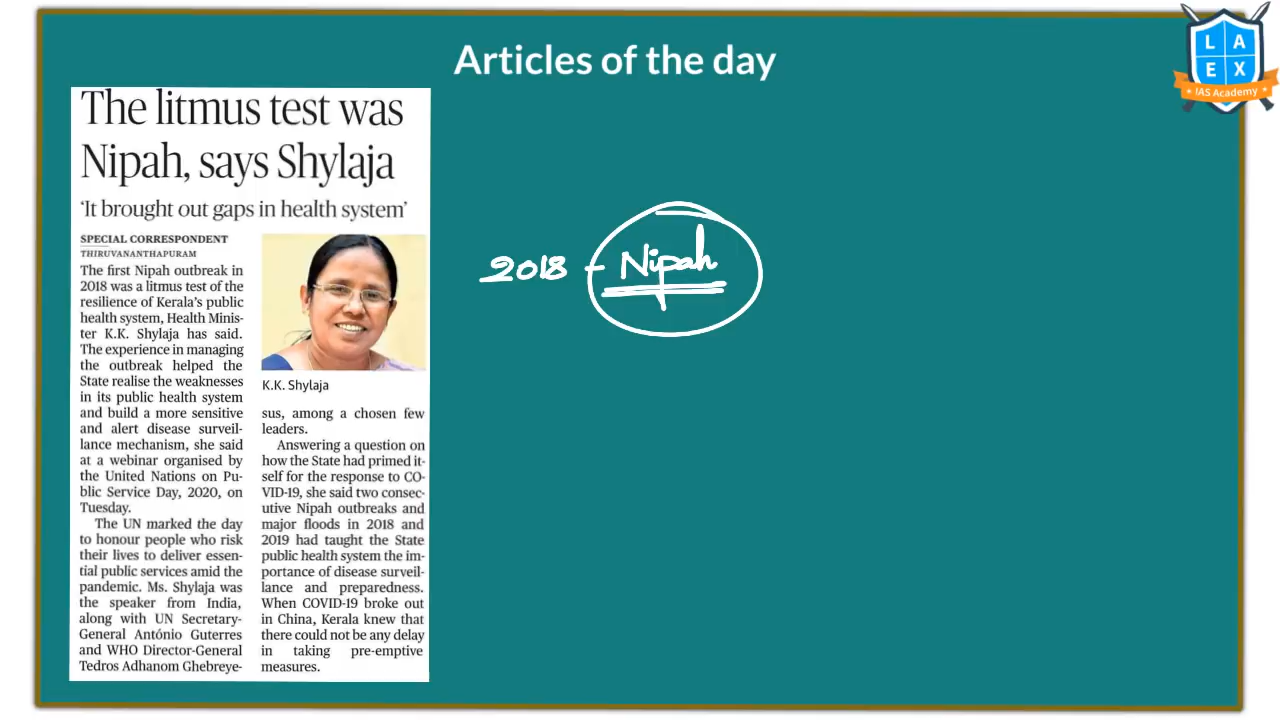 Articles of the day
L A
E X
IAS Academy
The litmus test was
Nipah, says Shylaja
‘It brought out gaps in health system’
SPECIAL CORRESPONDENT
THIRUVANANTHAPURAM
The first Nipah outbreak in
2018 was a litmus test of the
resilience of Kerala's public
health system, Health Minis-
ter K.K. Shylaja has said.
The experience in managing
the outbreak helped the
State realise the weaknesses
in its public health system
and build a more sensitive
and alert disease surveil-
lance mechanism, she said
at a webinar organised by
the United Nations on Pu-
blic Service Day, 2020, on
Tuesday.
The UN marked the day
to honour people who risk
their lives to deliver essen-
tial public services amid the
pandemic. Ms. Shylaja was
the speaker from India,
along with UN Secretary-
General António Guterres
and WHO Director-General
Tedros Adhanom Ghebreye-
K.K. Shylaja
sus, among a chosen few
leaders.
Answering a question on
how the State had primed it-
self for the response to CO-
VID-19, she said two consec-
utive Nipah outbreaks and
major floods in 2018 and
2019 had taught the State
public health system the im-
portance of disease surveil-
lance and preparedness.
When COVID-19 broke out
in China, Kerala knew that
there could not be any delay
in taking pre-emptive
measures.
2018 - Nipah